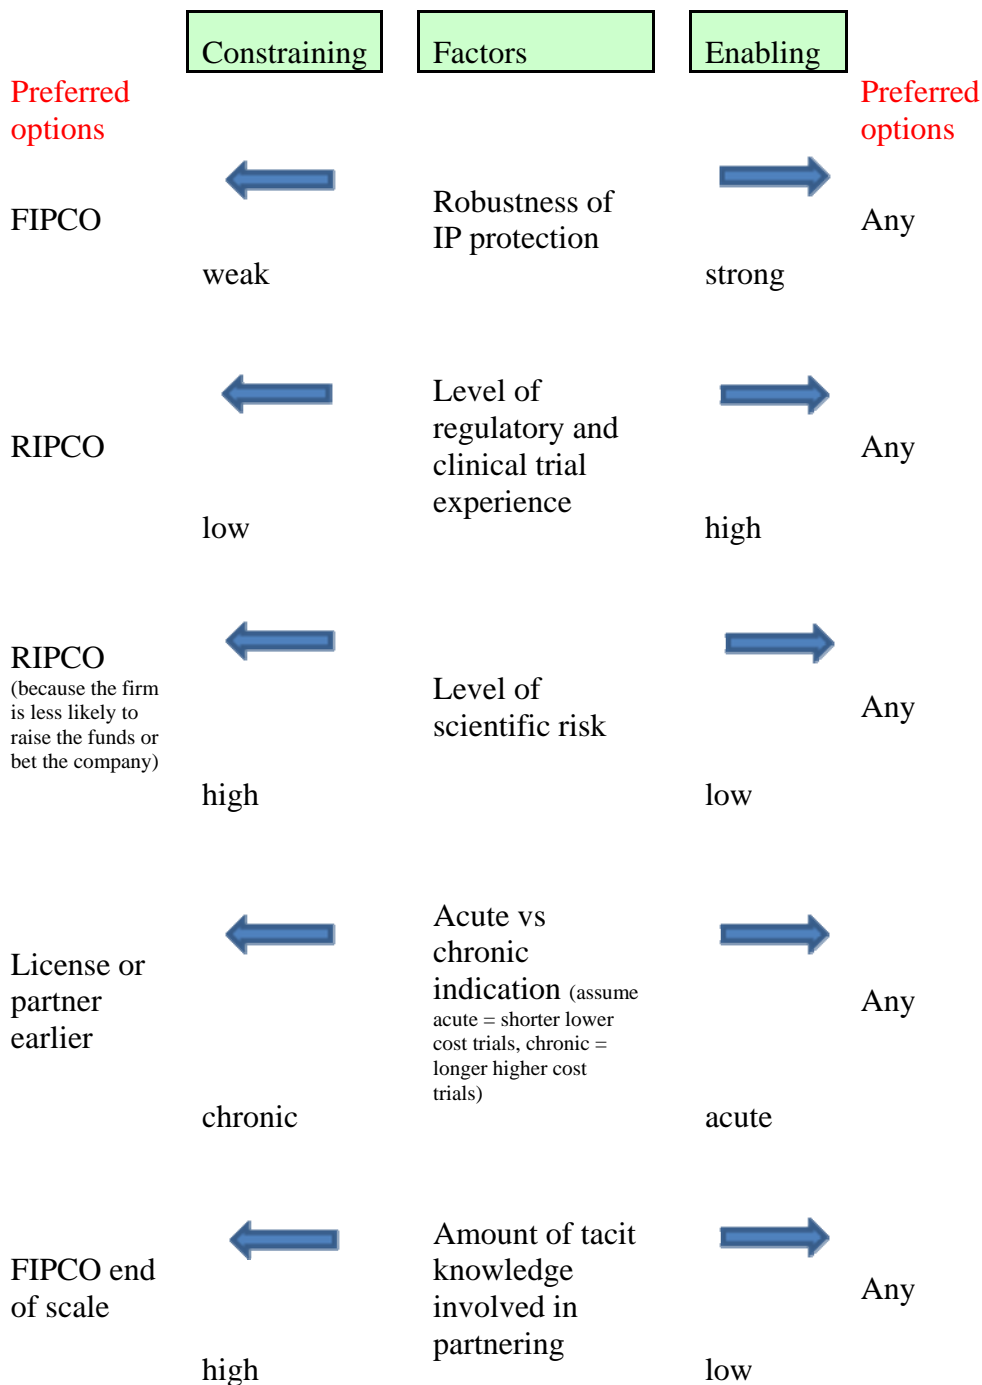 Constraining Factors Enabling
Preferred options
Preferred options
FIPCO
weak
Robustness of
IP protection
strong
Any
RIPCO
low
Level of
regulatory and
clinical trial
experience
high
Any
RIPCO
(because the firm
is less likely to
raise the funds or
bet the company)
high
Level of
scientific risk
low
Any
License or
partner
earlier
chronic
Acute vs
chronic
indication (assume
acute = shorter lower
cost trials, chronic =
longer higher cost
trials)
acute
Any
FIPCO end
of scale
high
Amount of tacit
knowledge
involved in
partnering
low
Any